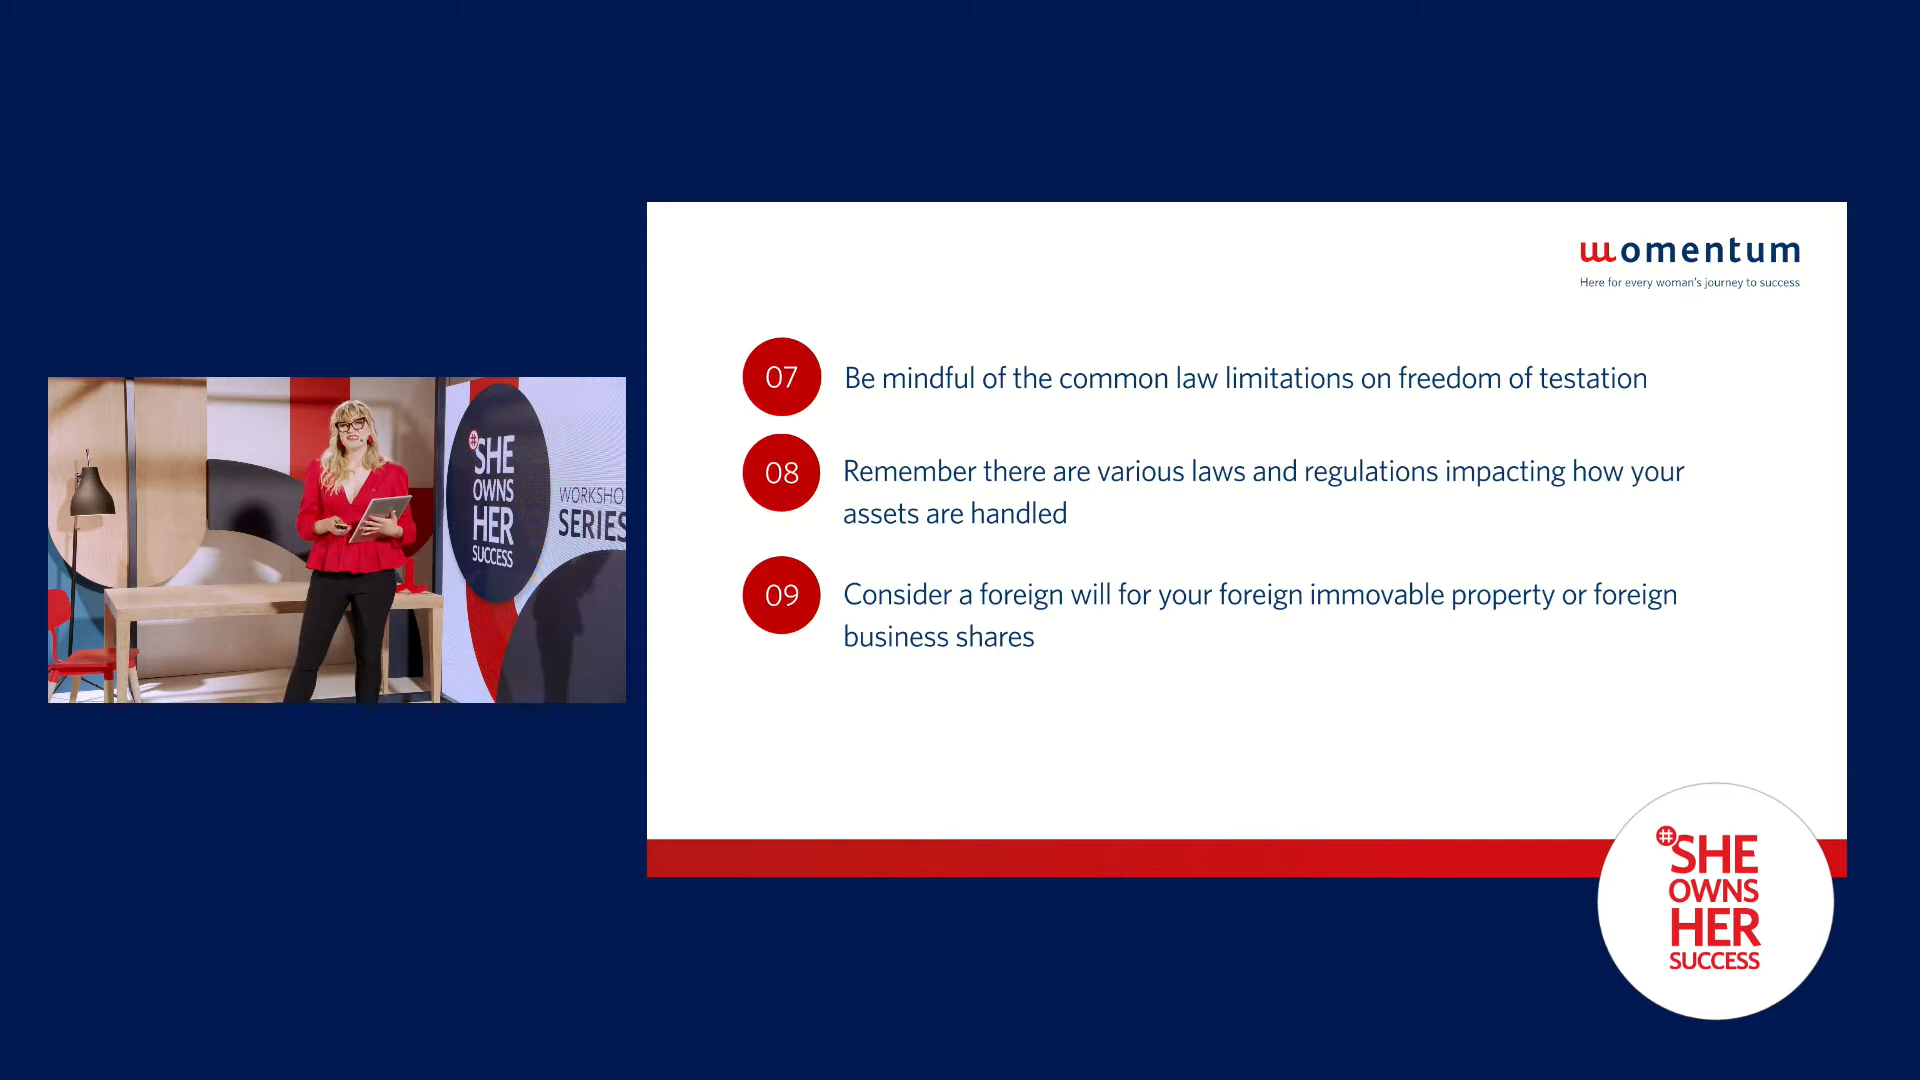 womentum
Here for every woman's journey to success
07
Be mindful of the common law limitations on freedom of testation
08
Remember there are various laws and regulations impacting how your
assets are handled
09
Consider a foreign will for your foreign immovable property or foreign
business shares
#SHE
OWNS
HER
SUCCESS
WORKSHO
SERIES
#SHE
OWNS
HER
SUCCESS